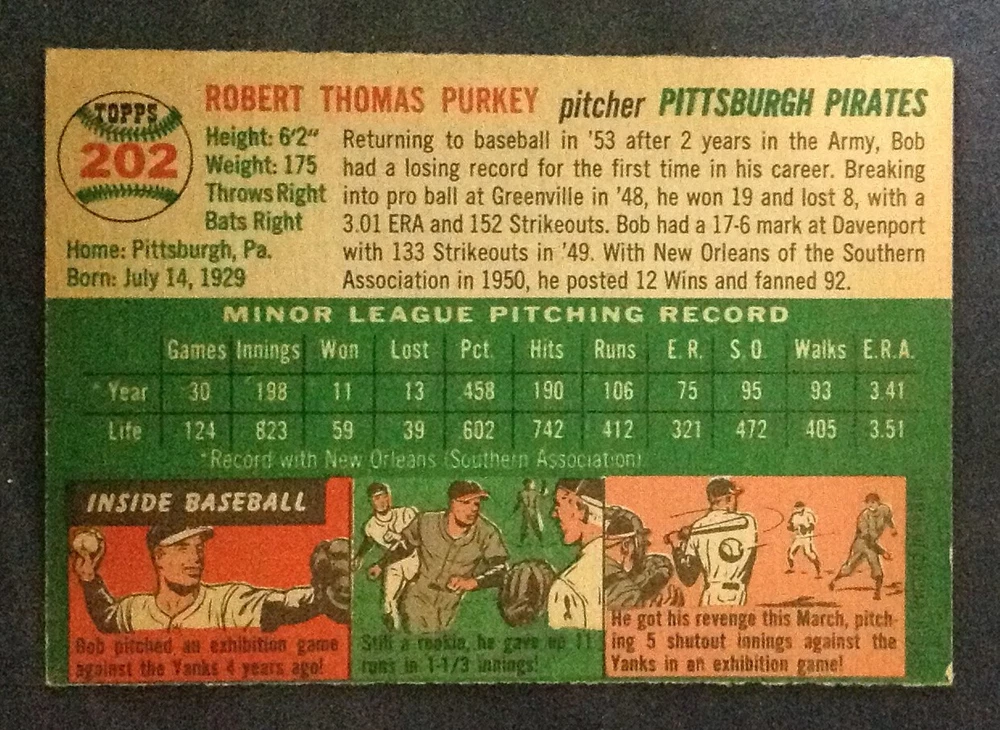 TOPPS
202
ROBERT THOMAS PURKEY pitcher PITTSBURGH PIRATES
Height: 6'2"
Weight: 175
Throws Right
Bats Right
Home: Pittsburgh, Pa.
Born: July 14, 1929
Returning to baseball in '53 after 2 years in the Army, Bob
had a losing record for the first time in his career. Breaking
into pro ball at Greenville in '48, he won 19 and lost 8, with a
3.01 ERA and 152 Strikeouts. Bob had a 17-6 mark at Davenport
with 133 Strikeouts in '49. With New Orleans of the Southern
Association in 1950, he posted 12 Wins and fanned 92.
MINOR LEAGUE PITCHING RECORD
Games Innings Won Lost Pct. Hits Runs E.R. S.O. Walks E.R.A.
*Year 30 198 11 13 458 190 106 75 95 93 3.41
Life 124 823 59 39 602 742 412 321 472 405 3.51
*Record with New Orleans (Southern Association)
INSIDE BASEBALL
Bob pitched an exhibition game
against the Yanks 4 years ago!
Still a rookie, he gave up 11
runs in 1-1/3 innings!
He got his revenge this March, pitch-
ing 5 shutout innings against the
Yanks in an exhibition game!